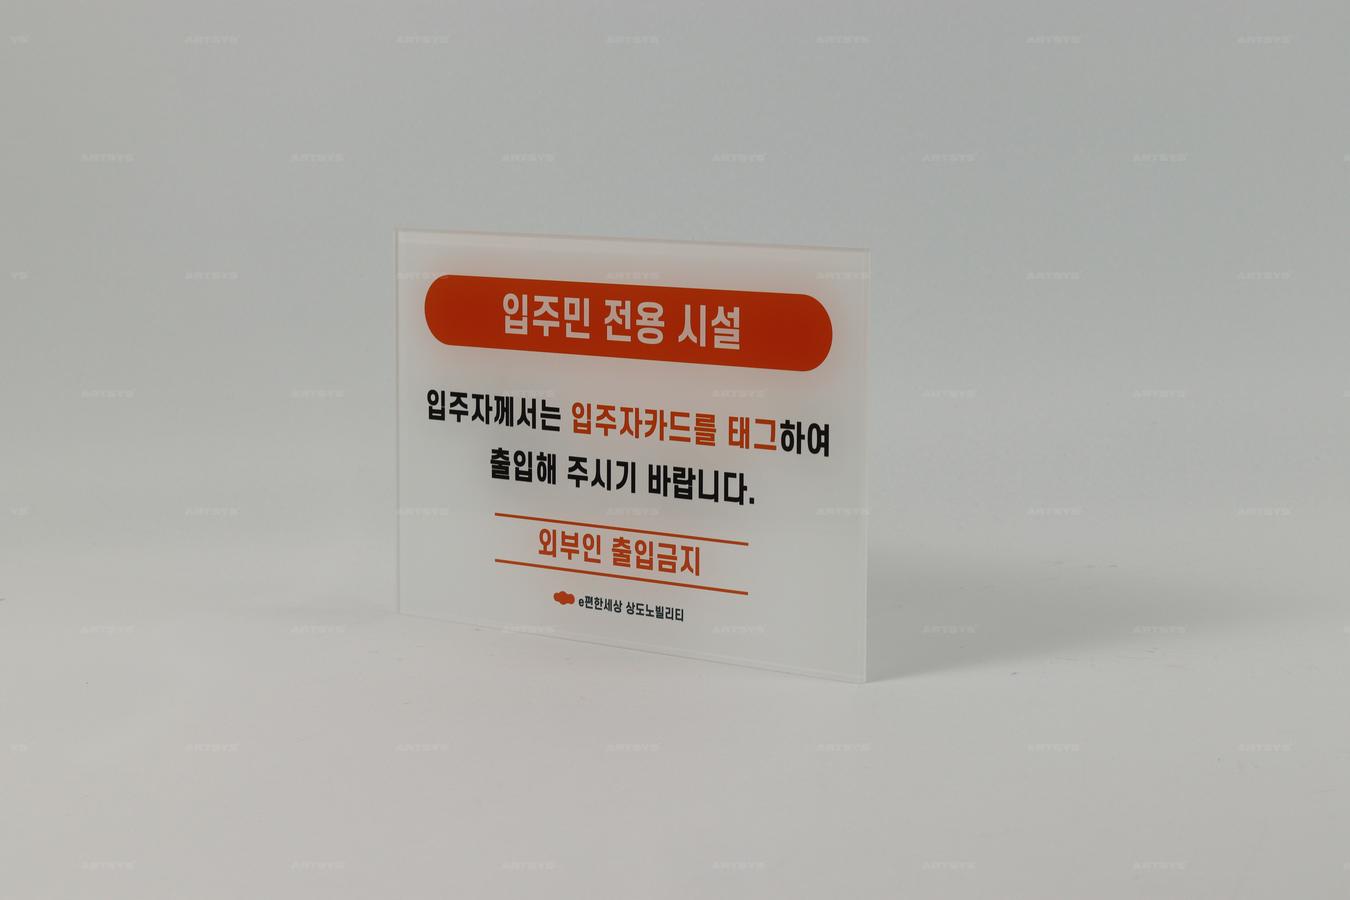 입주민 전용 시설
입주자께서는 입주자카드를 태그하여
출입해 주시기 바랍니다.
외부인 출입금지
e편한세상 상도노빌리티
ARTSYS